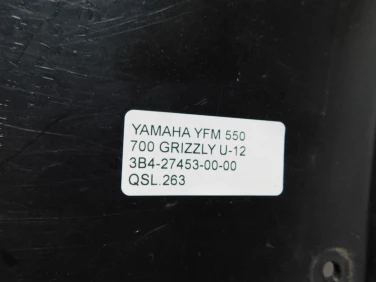 YAMAHA YFM 550
700 GRIZZLY U-12
3B4-27453-00-00
QSL.263